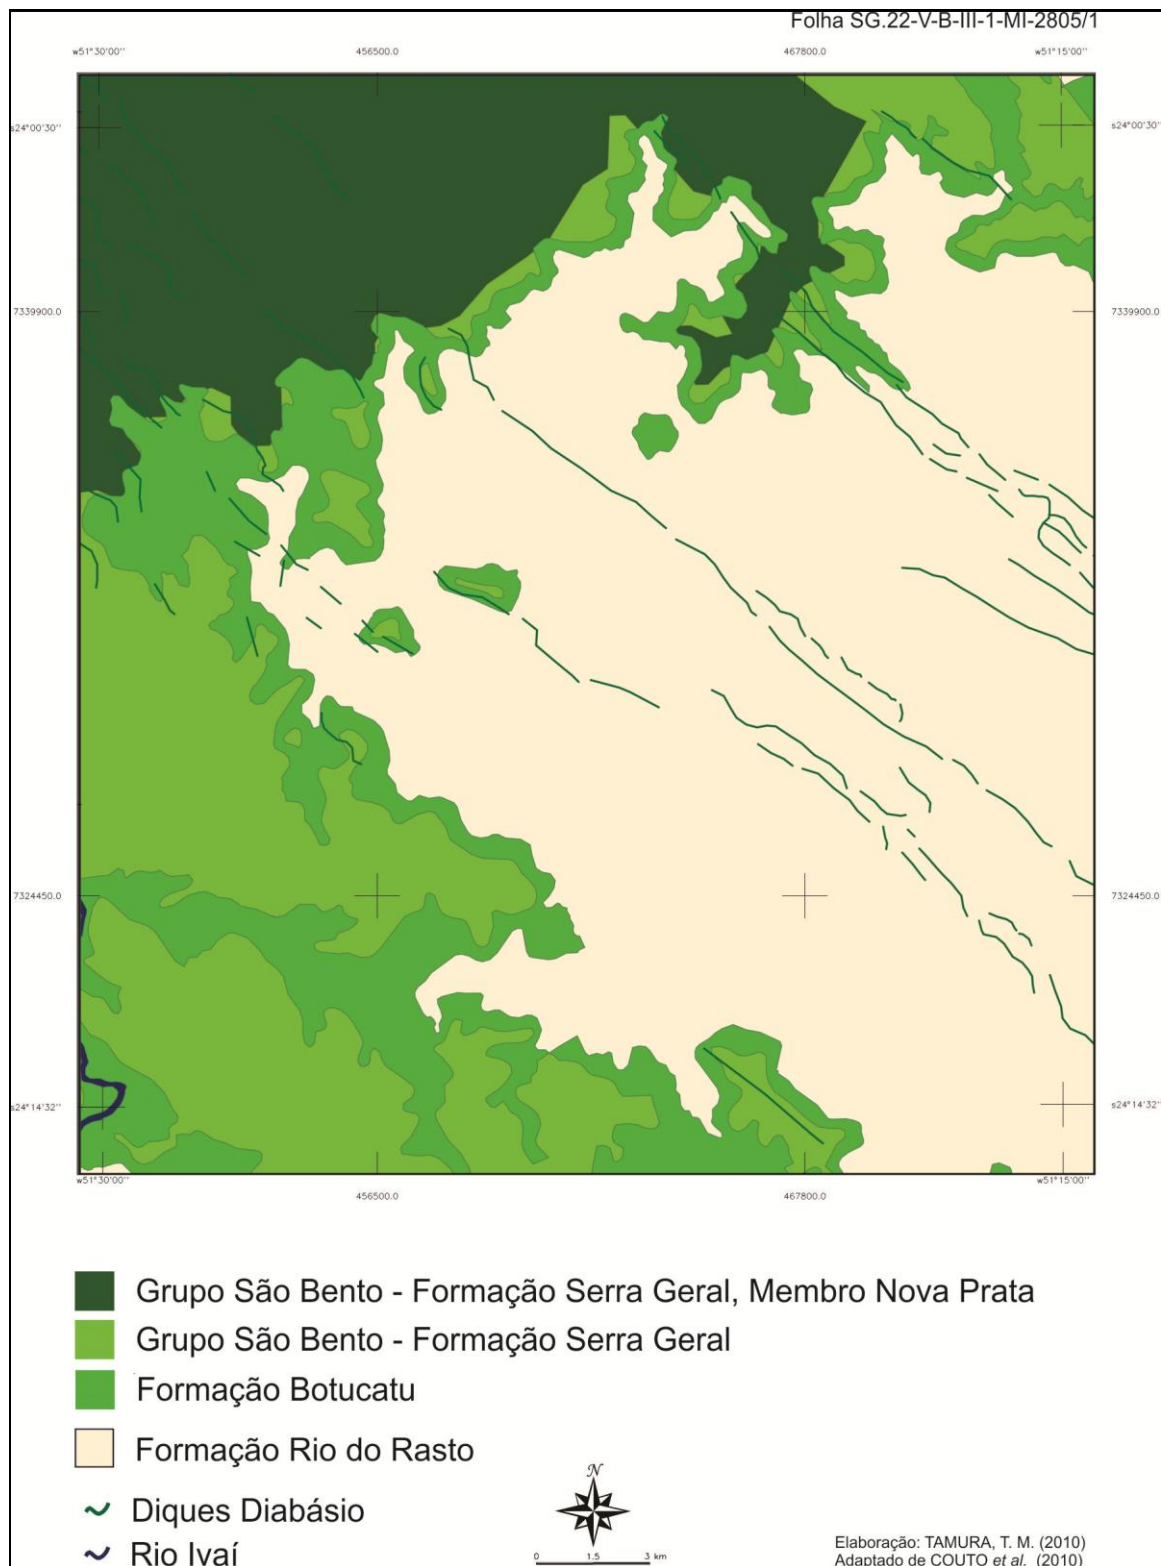 Folha SG.22-V-B-III-1-MI-2805/1
w51°30'00'' 456500.0 467800.0 w51°15'00''
s24°00'30'' s24°00'30''
7339900.0 7339900.0
7324450.0 7324450.0
s24°14'32'' s24°14'32''
w51°30'00'' 456500.0 467800.0 w51°15'00''
Grupo São Bento - Formação Serra Geral, Membro Nova Prata
Grupo São Bento - Formação Serra Geral
Formação Botucatu
Formação Rio do Rasto
Diques Diabásio
Rio Ivaí
N
0 1.5 3 km
Elaboração: TAMURA, T. M. (2010)
Adaptado de COUTO et al. (2010)